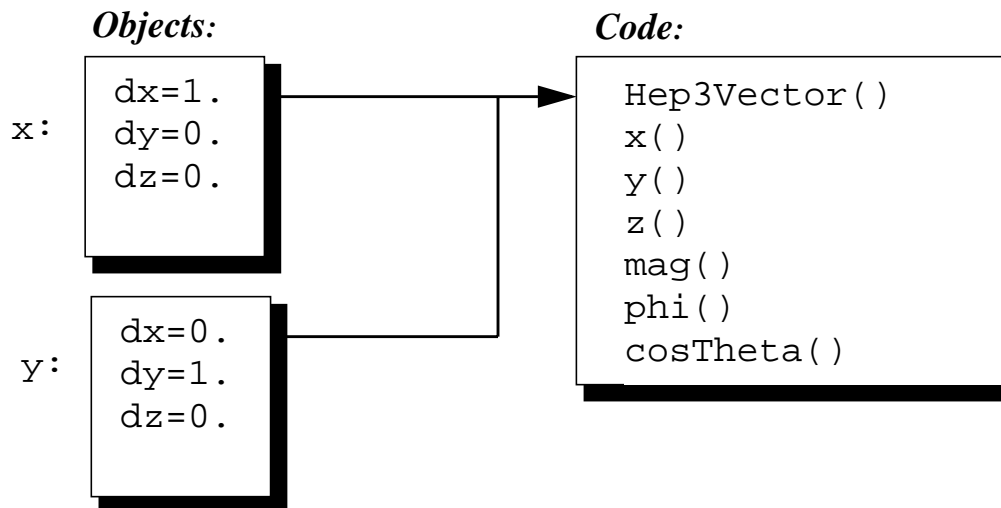 Objects:
x:
dx=1.
dy=0.
dz=0.
y:
dx=0.
dy=1.
dz=0.
Code:
Hep3Vector()
x()
y()
z()
mag()
phi()
cosTheta()